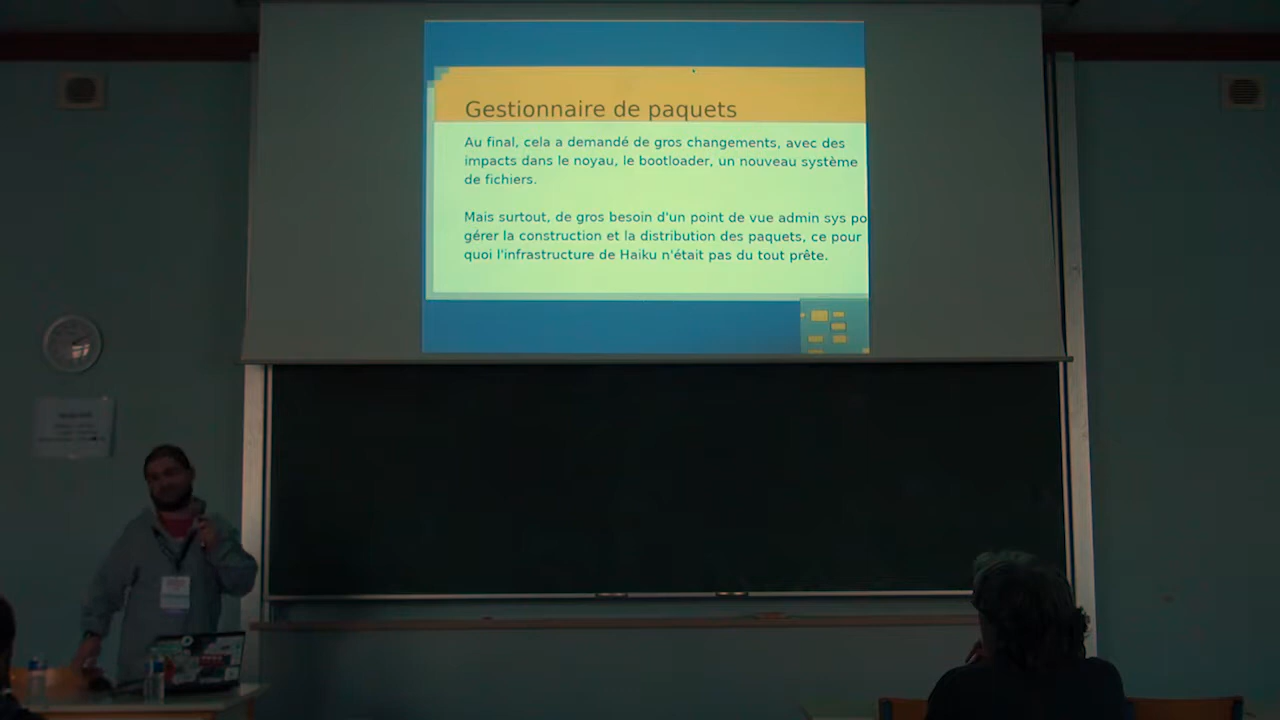 Gestionnaire de paquets
Au final, cela a demandé de gros changements, avec des
impacts dans le noyau, le bootloader, un nouveau système
de fichiers.
Mais surtout, de gros besoin d'un point de vue admin sys po
gérer la construction et la distribution des paquets, ce pour
quoi l'infrastructure de Haiku n'était pas du tout prête.